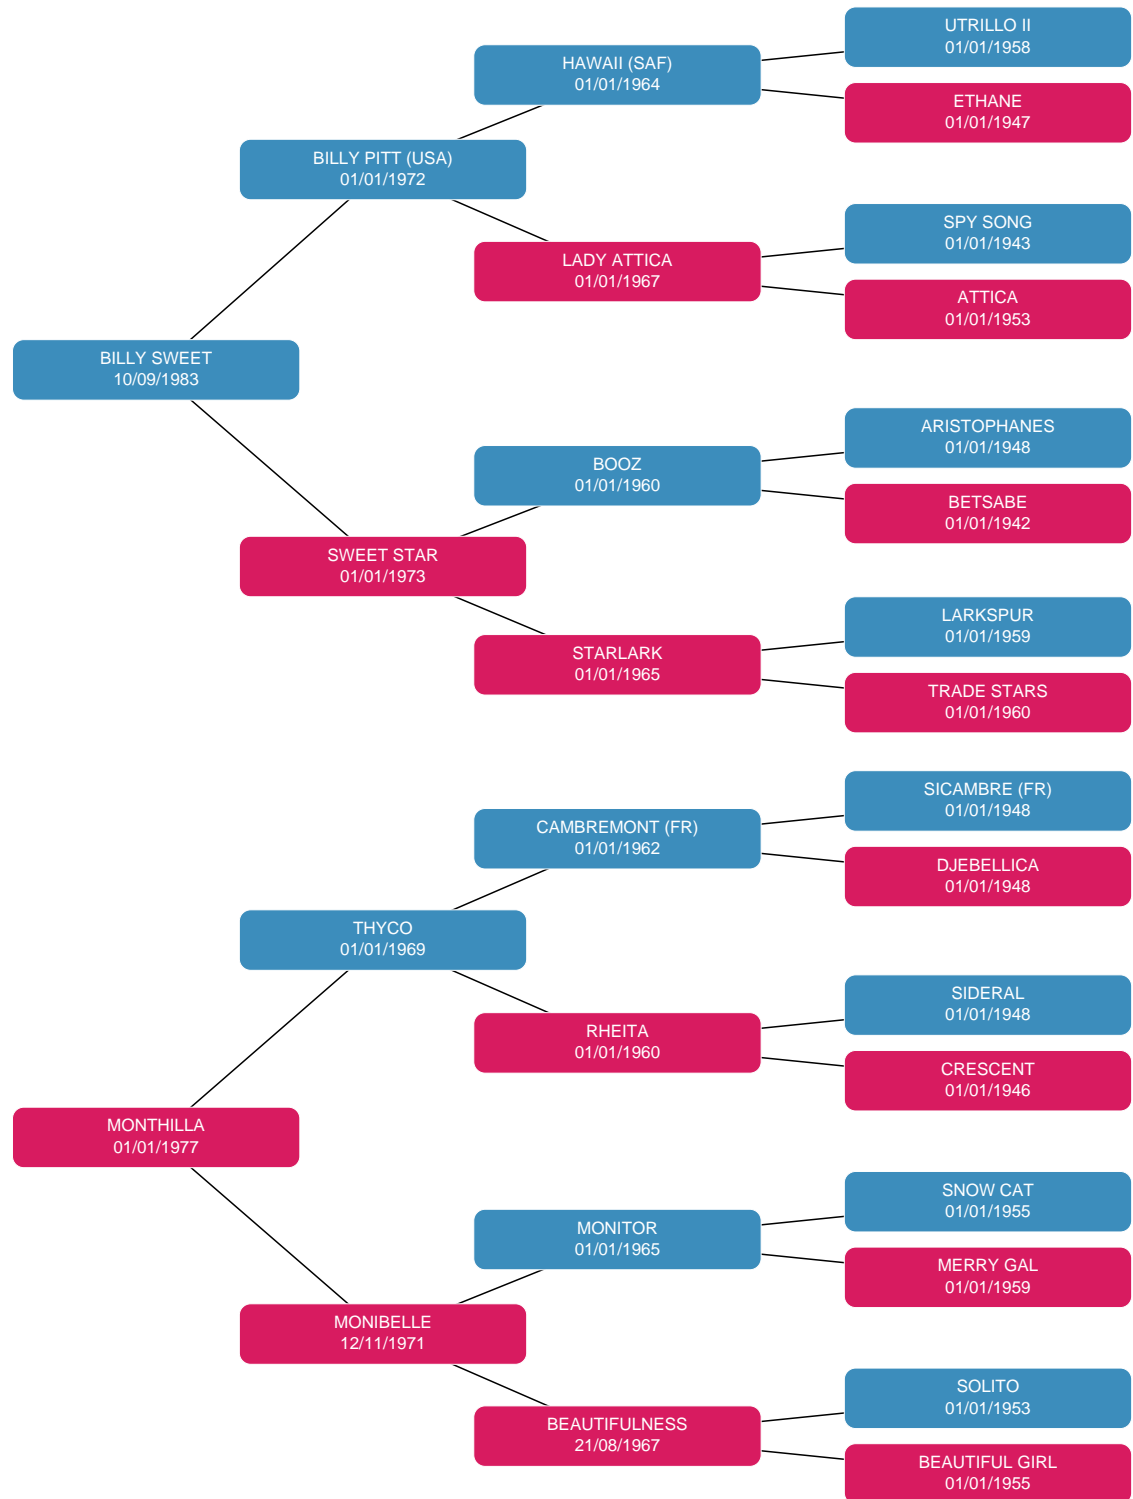 UTRILLO II
01/01/1958
HAWAII (SAF)
01/01/1964
ETHANE
01/01/1947
BILLY PITT (USA)
01/01/1972
SPY SONG
01/01/1943
LADY ATTICA
01/01/1967
ATTICA
01/01/1953
BILLY SWEET
10/09/1983
ARISTOPHANES
01/01/1948
BOOZ
01/01/1960
BETSABE
01/01/1942
SWEET STAR
01/01/1973
LARKSPUR
01/01/1959
STARLARK
01/01/1965
TRADE STARS
01/01/1960
SICAMBRE (FR)
01/01/1948
CAMBREMONT (FR)
01/01/1962
DJEBELLICA
01/01/1948
THYCO
01/01/1969
SIDERAL
01/01/1948
RHEITA
01/01/1960
CRESCENT
01/01/1946
MONTHILLA
01/01/1977
SNOW CAT
01/01/1955
MONITOR
01/01/1965
MERRY GAL
01/01/1959
MONIBELLE
12/11/1971
SOLITO
01/01/1953
BEAUTIFULNESS
21/08/1967
BEAUTIFUL GIRL
01/01/1955